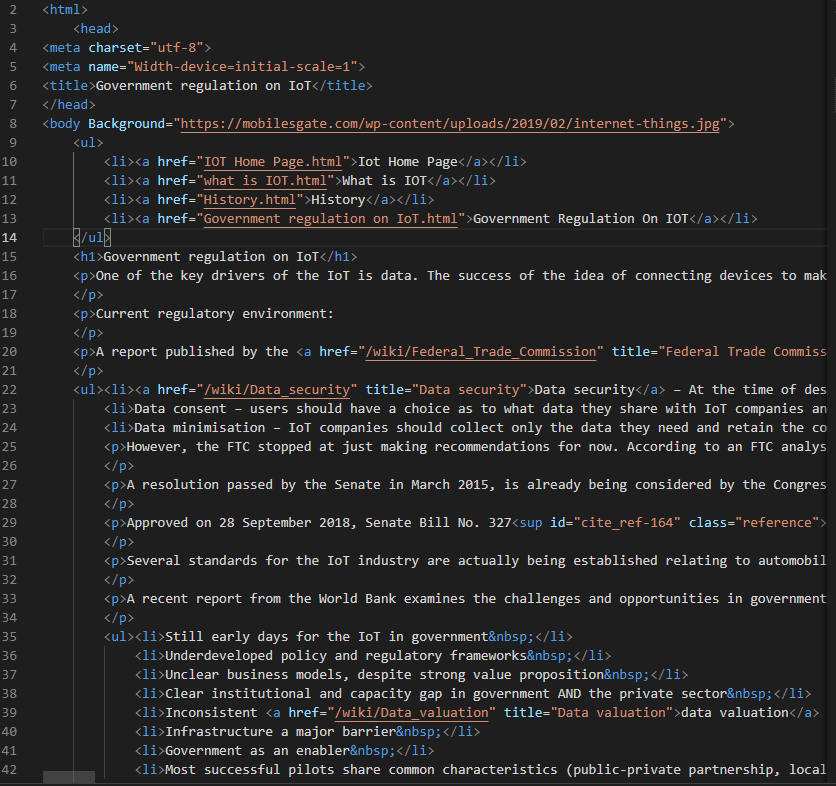 2 <html>
3 <head>
4 <meta charset="utf-8">
5 <meta name="Width-device=initial-scale=1">
6 <title>Government regulation on IoT</title>
7 </head>
8 <body Background="https://mobilesgate.com/wp-content/uploads/2019/02/internet-things.jpg">
9 <ul>
10 <li><a href="IOT Home Page.html">Iot Home Page</a></li>
11 <li><a href="what is IOT.html">What is IOT</a></li>
12 <li><a href="History.html">History</a></li>
13 <li><a href="Government regulation on IoT.html">Government Regulation On IOT</a></li>
14 </ul>
15 <h1>Government regulation on IoT</h1>
16 <p>One of the key drivers of the IoT is data. The success of the idea of connecting devices to mak
17 </p>
18 <p>Current regulatory environment:
19 </p>
20 <p>A report published by the <a href="/wiki/Federal_Trade_Commission" title="Federal Trade Commiss
21 </p>
22 <ul><li><a href="/wiki/Data_security" title="Data security">Data security</a> – At the time of des
23 <li>Data consent – users should have a choice as to what data they share with IoT companies an
24 <li>Data minimisation – IoT companies should collect only the data they need and retain the co
25 <p>However, the FTC stopped at just making recommendations for now. According to an FTC analys
26 </p>
27 <p>A resolution passed by the Senate in March 2015, is already being considered by the Congres
28 </p>
29 <p>Approved on 28 September 2018, Senate Bill No. 327<sup id="cite_ref-164" class="reference">
30 </p>
31 <p>Several standards for the IoT industry are actually being established relating to automobil
32 </p>
33 <p>A recent report from the World Bank examines the challenges and opportunities in government
34 </p>
35 <ul><li>Still early days for the IoT in government&nbsp;</li>
36 <li>Underdeveloped policy and regulatory frameworks&nbsp;</li>
37 <li>Unclear business models, despite strong value proposition&nbsp;</li>
38 <li>Clear institutional and capacity gap in government AND the private sector&nbsp;</li>
39 <li>Inconsistent <a href="/wiki/Data_valuation" title="Data valuation">data valuation</a>
40 <li>Infrastructure a major barrier&nbsp;</li>
41 <li>Government as an enabler&nbsp;</li>
42 <li>Most successful pilots share common characteristics (public-private partnership, local